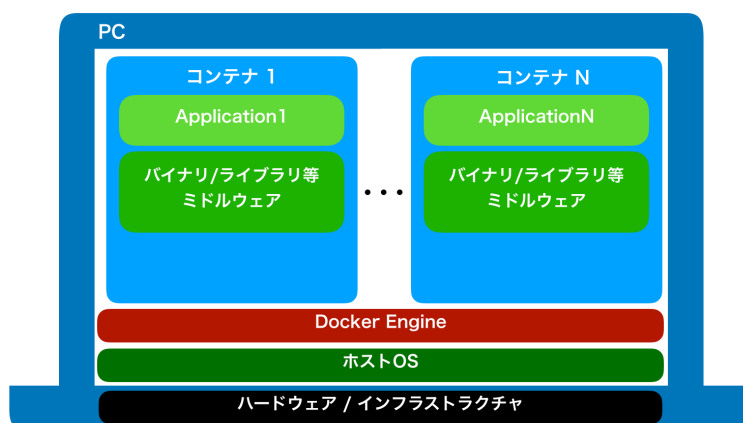 PC
コンテナ 1
Application1
バイナリ/ライブラリ等
ミドルウェア
・・・
コンテナ N
ApplicationN
バイナリ/ライブラリ等
ミドルウェア
Docker Engine
ホストOS
ハードウェア / インフラストラクチャ